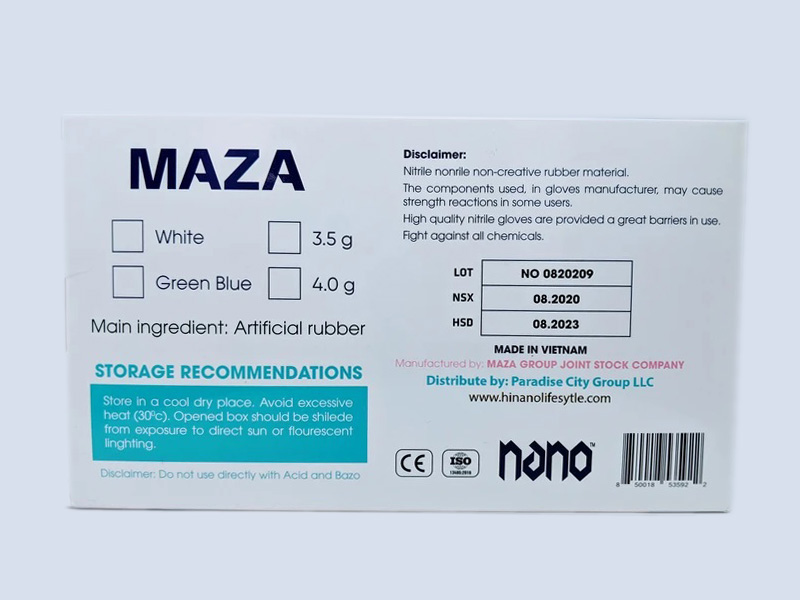 MAZA
White
3.5 g
Green Blue
4.0 g
Main ingredient: Artificial rubber
STORAGE RECOMMENDATIONS
Store in a cool dry place. Avoid excessive
heat (30ºc). Opened box should be shilede
from exposure to direct sun or flourescent
linghting.
Disclaimer: Do not use directly with Acid and Bazo
Disclaimer:
Nitrile nonrile non-creative rubber material.
The components used, in gloves manufacturer, may cause
strength reactions in some users.
High quality nitrile gloves are provided a great barriers in use.
Fight against all chemicals.
LOT NO 0820209
NSX 08.2020
HSD 08.2023
MADE IN VIETNAM
Manufactured by: MAZA GROUP JOINT STOCK COMPANY
Distribute by: Paradise City Group LLC
www.hinanolifesytle.com
CE
ISO
13485:2016
nano™
8 50018 53592 2